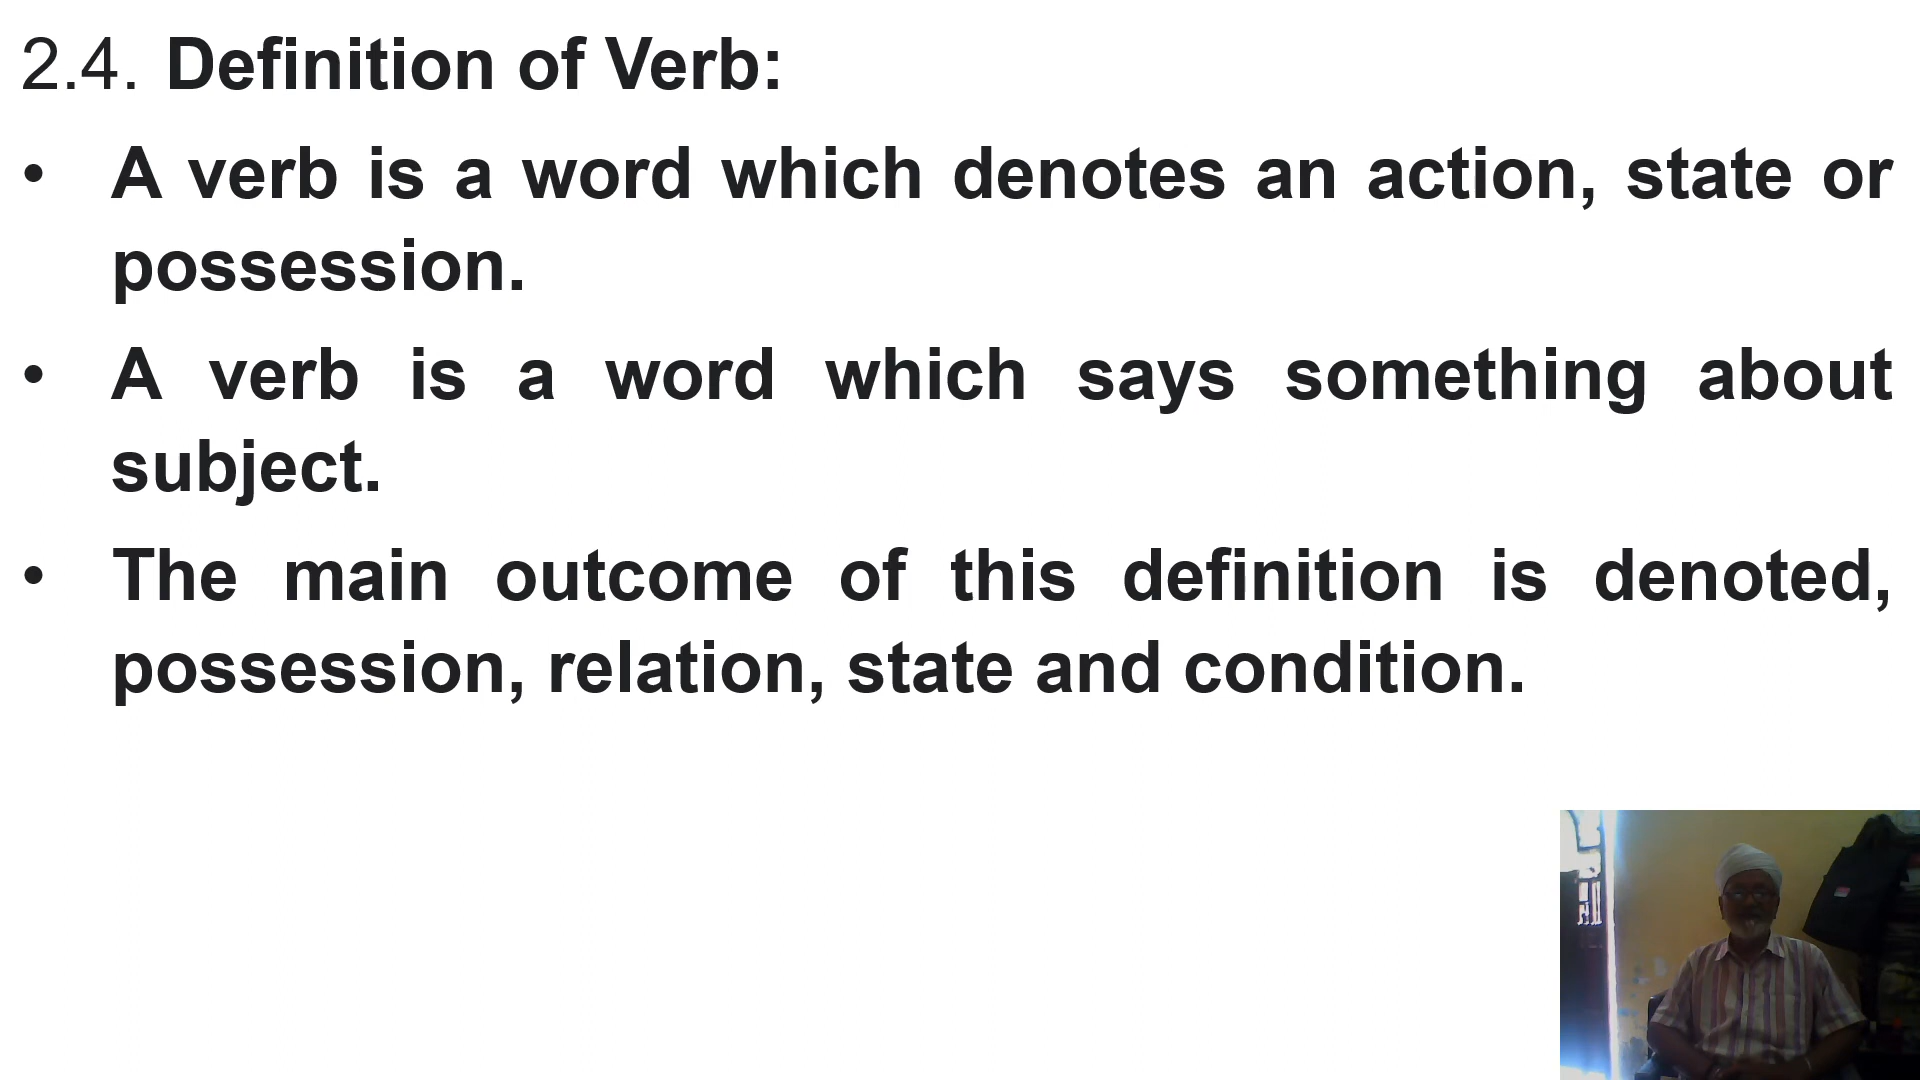 2.4. Definition of Verb:
• A verb is a word which denotes an action, state or
possession.
• A verb is a word which says something about
subject.
• The main outcome of this definition is denoted,
possession, relation, state and condition.